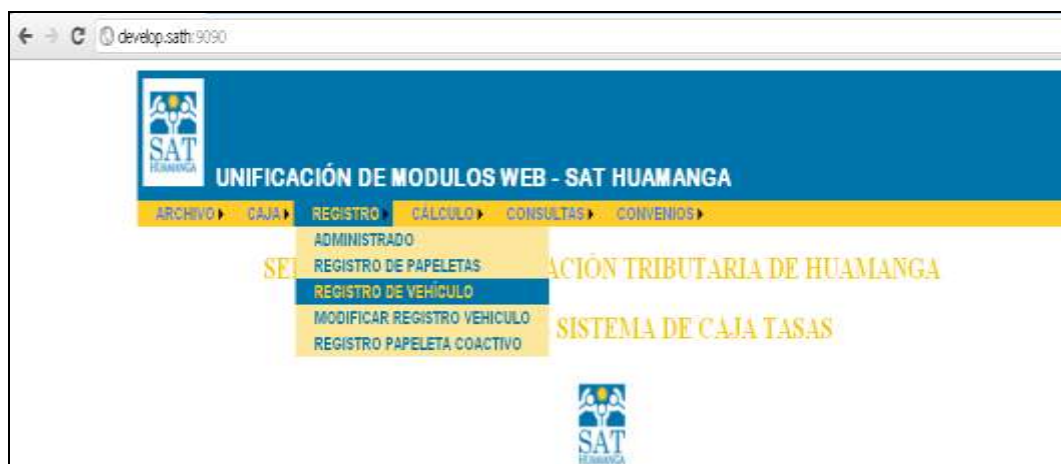 develop.sath:9090
SAT
HUAMANGA
UNIFICACIÓN DE MODULOS WEB - SAT HUAMANGA
ARCHIVO CAJA REGISTRO CÁLCULO CONSULTAS CONVENIOS
ADMINISTRADO
REGISTRO DE PAPELETAS
REGISTRO DE VEHÍCULO
MODIFICAR REGISTRO VEHICULO
REGISTRO PAPELETA COACTIVO
ACIÓN TRIBUTARIA DE HUAMANGA
SISTEMA DE CAJA TASAS
SAT
HUAMANGA